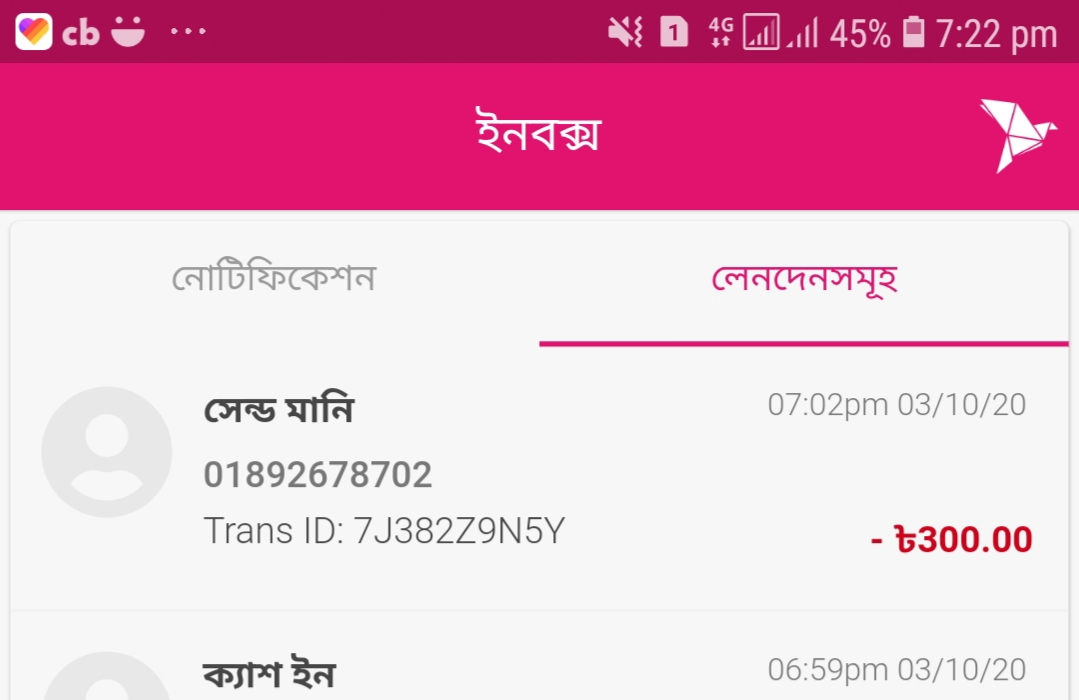 cb ... 1 4G 45% 7:22 pm
ইনবক্স
নোটিফিকেশন লেনদেনসমূহ
সেন্ড মানি 07:02pm 03/10/20
01892678702
Trans ID: 7J382Z9N5Y
- ৳300.00
ক্যাশ ইন 06:59pm 03/10/20